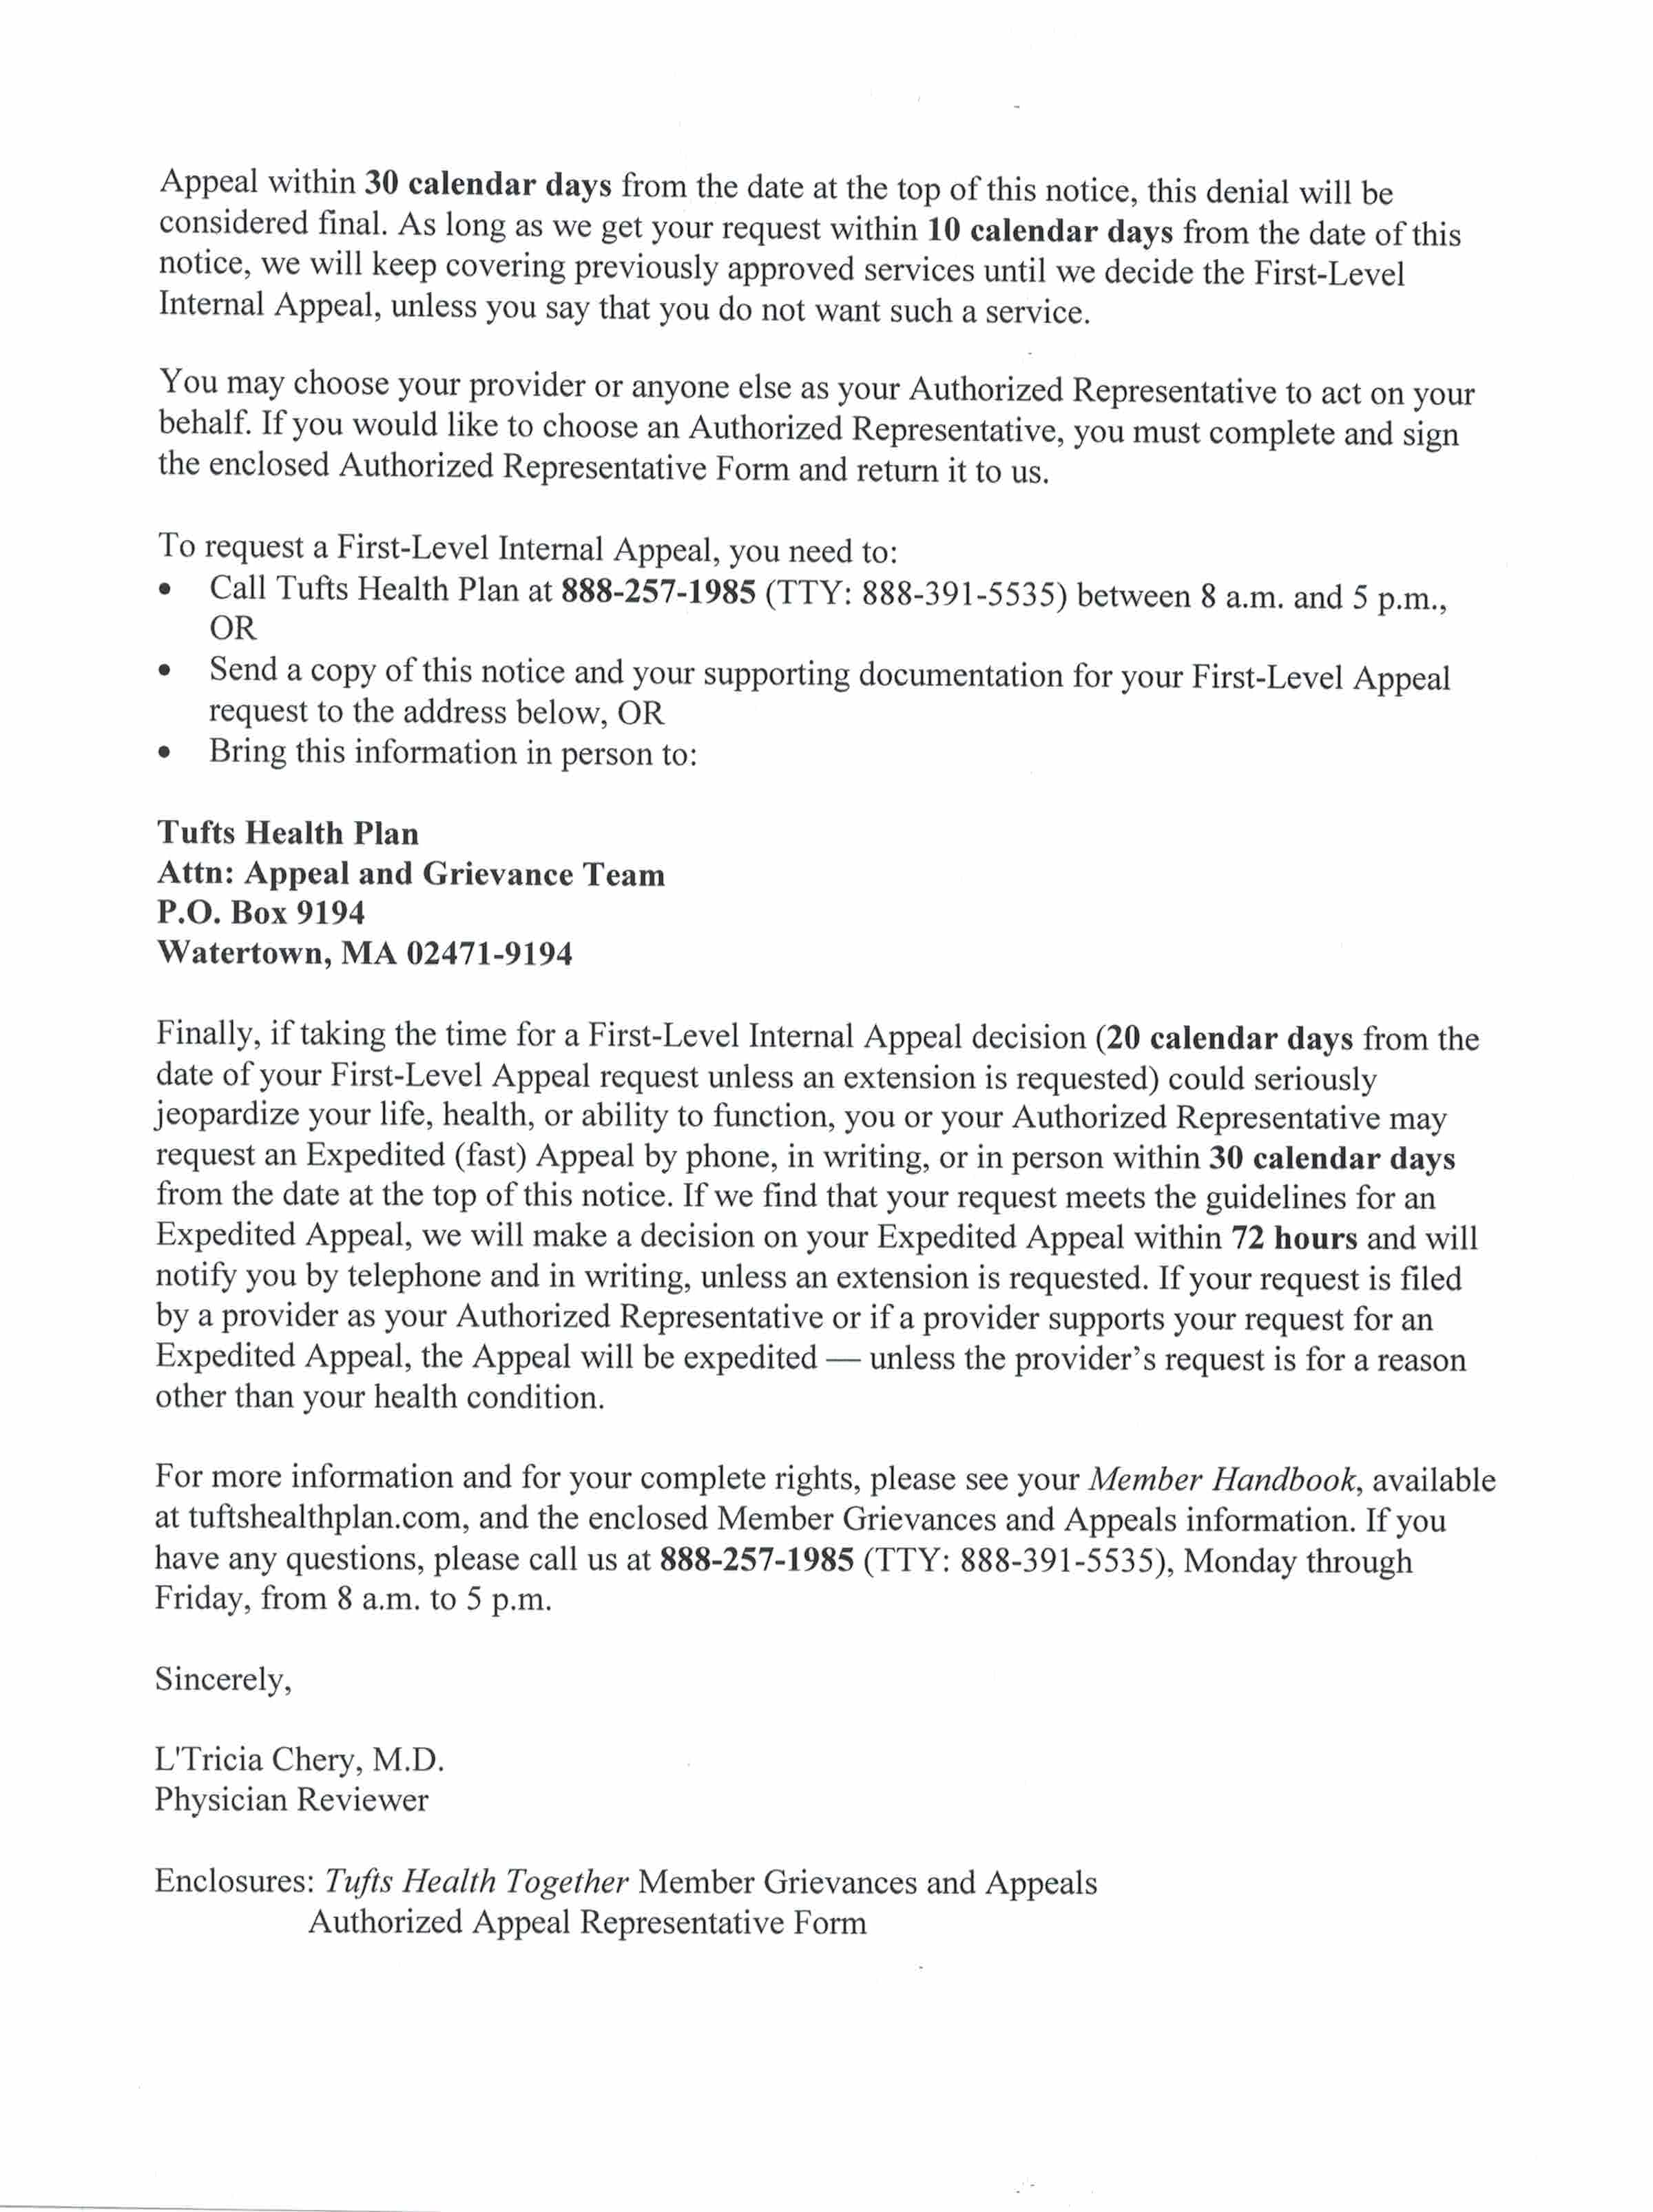 Appeal within 30 calendar days from the date at the top of this notice, this denial will be
considered final. As long as we get your request within 10 calendar days from the date of this
notice, we will keep covering previously approved services until we decide the First-Level
Internal Appeal, unless you say that you do not want such a service.
You may choose your provider or anyone else as your Authorized Representative to act on your
behalf. If you would like to choose an Authorized Representative, you must complete and sign
the enclosed Authorized Representative Form and return it to us.
To request a First-Level Internal Appeal, you need to:
• Call Tufts Health Plan at 888-257-1985 (TTY: 888-391-5535) between 8 a.m. and 5 p.m.,
OR
• Send a copy of this notice and your supporting documentation for your First-Level Appeal
request to the address below, OR
• Bring this information in person to:
Tufts Health Plan
Attn: Appeal and Grievance Team
P.O. Box 9194
Watertown, MA 02471-9194
Finally, if taking the time for a First-Level Internal Appeal decision (20 calendar days from the
date of your First-Level Appeal request unless an extension is requested) could seriously
jeopardize your life, health, or ability to function, you or your Authorized Representative may
request an Expedited (fast) Appeal by phone, in writing, or in person within 30 calendar days
from the date at the top of this notice. If we find that your request meets the guidelines for an
Expedited Appeal, we will make a decision on your Expedited Appeal within 72 hours and will
notify you by telephone and in writing, unless an extension is requested. If your request is filed
by a provider as your Authorized Representative or if a provider supports your request for an
Expedited Appeal, the Appeal will be expedited — unless the provider's request is for a reason
other than your health condition.
For more information and for your complete rights, please see your Member Handbook, available
at tuftshealthplan.com, and the enclosed Member Grievances and Appeals information. If you
have any questions, please call us at 888-257-1985 (TTY: 888-391-5535), Monday through
Friday, from 8 a.m. to 5 p.m.
Sincerely,
L'Tricia Chery, M.D.
Physician Reviewer
Enclosures: Tufts Health Together Member Grievances and Appeals
Authorized Appeal Representative Form